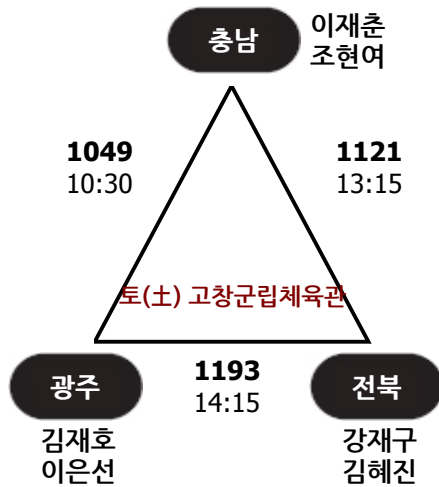 충남
이재춘
조현여
1049
10:30
1121
13:15
토(土) 고창군립체육관
광주
1193
14:15
전북
김재호
이은선
강재구
김혜진